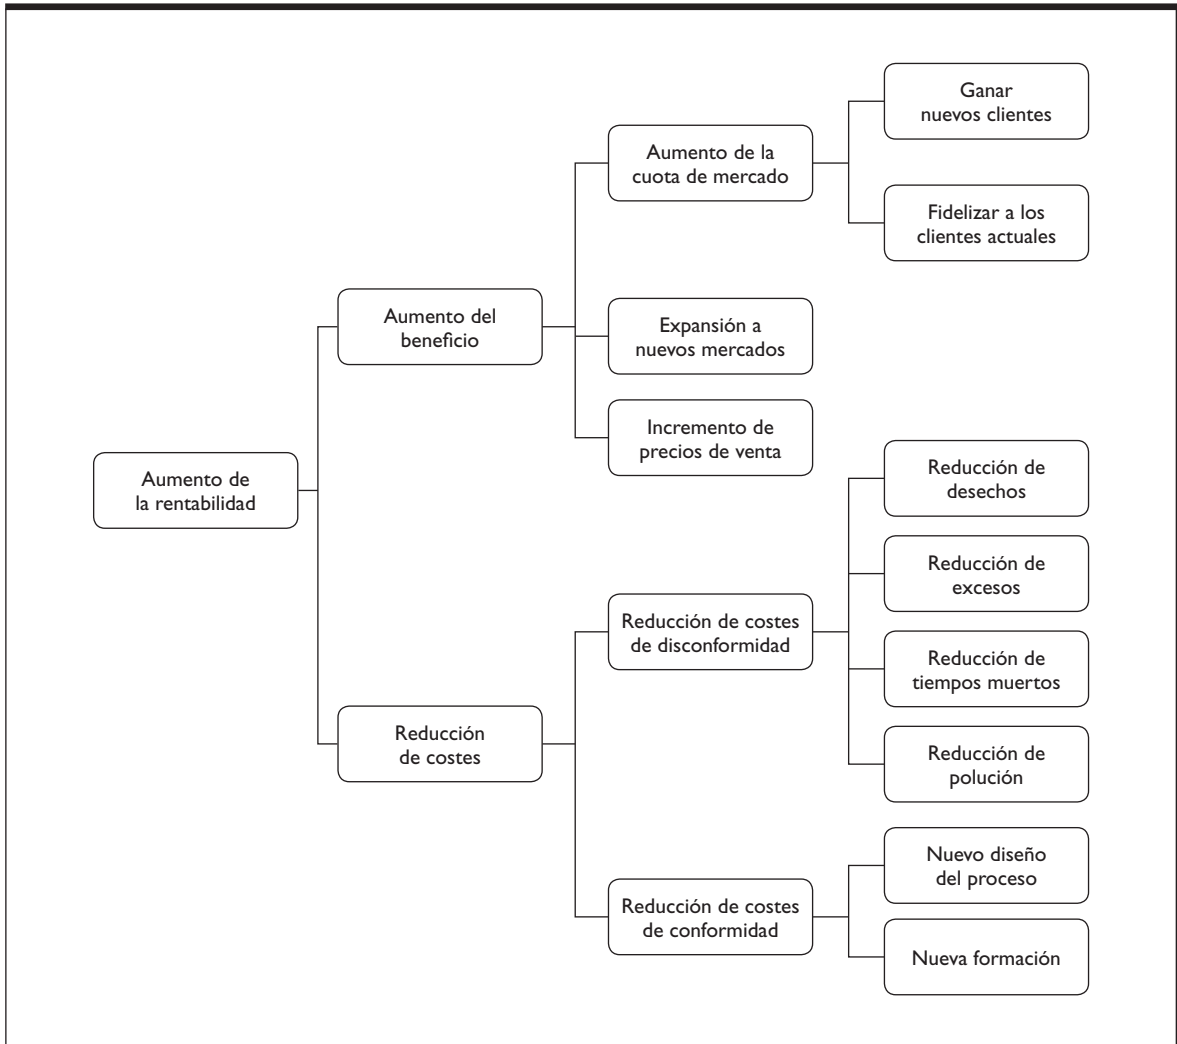 Ganar
nuevos clientes
Aumento de la
cuota de mercado
Fidelizar a los
clientes actuales
Aumento del
beneficio
Expansión a
nuevos mercados
Incremento de
precios de venta
Aumento de
la rentabilidad
Reducción de
desechos
Reducción de
excesos
Reducción de costes
de disconformidad
Reducción de
tiempos muertos
Reducción
de costes
Reducción de
polución
Nuevo diseño
del proceso
Reducción de costes
de conformidad
Nueva formación